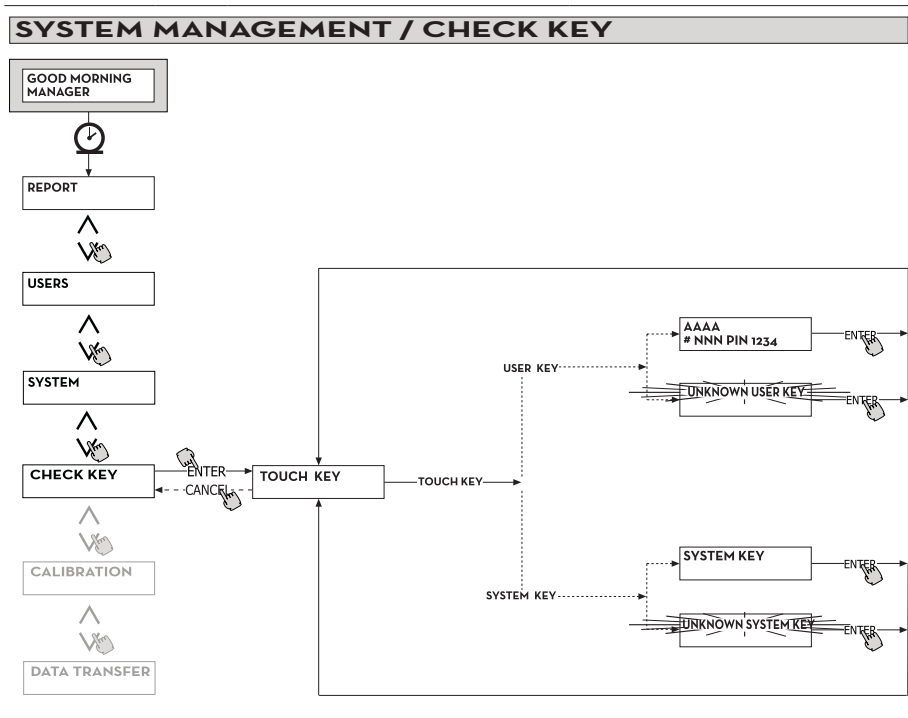 SYSTEM MANAGEMENT / CHECK KEY
GOOD MORNING
MANAGER
REPORT
USERS
SYSTEM
CHECK KEY
ENTER
CANCEL
TOUCH KEY
TOUCH KEY
USER KEY
AAAA
# NNN PIN 1234
ENTER
UNKNOWN USER KEY
ENTER
SYSTEM KEY
SYSTEM KEY
ENTER
UNKNOWN SYSTEM KEY
ENTER
CALIBRATION
DATA TRANSFER